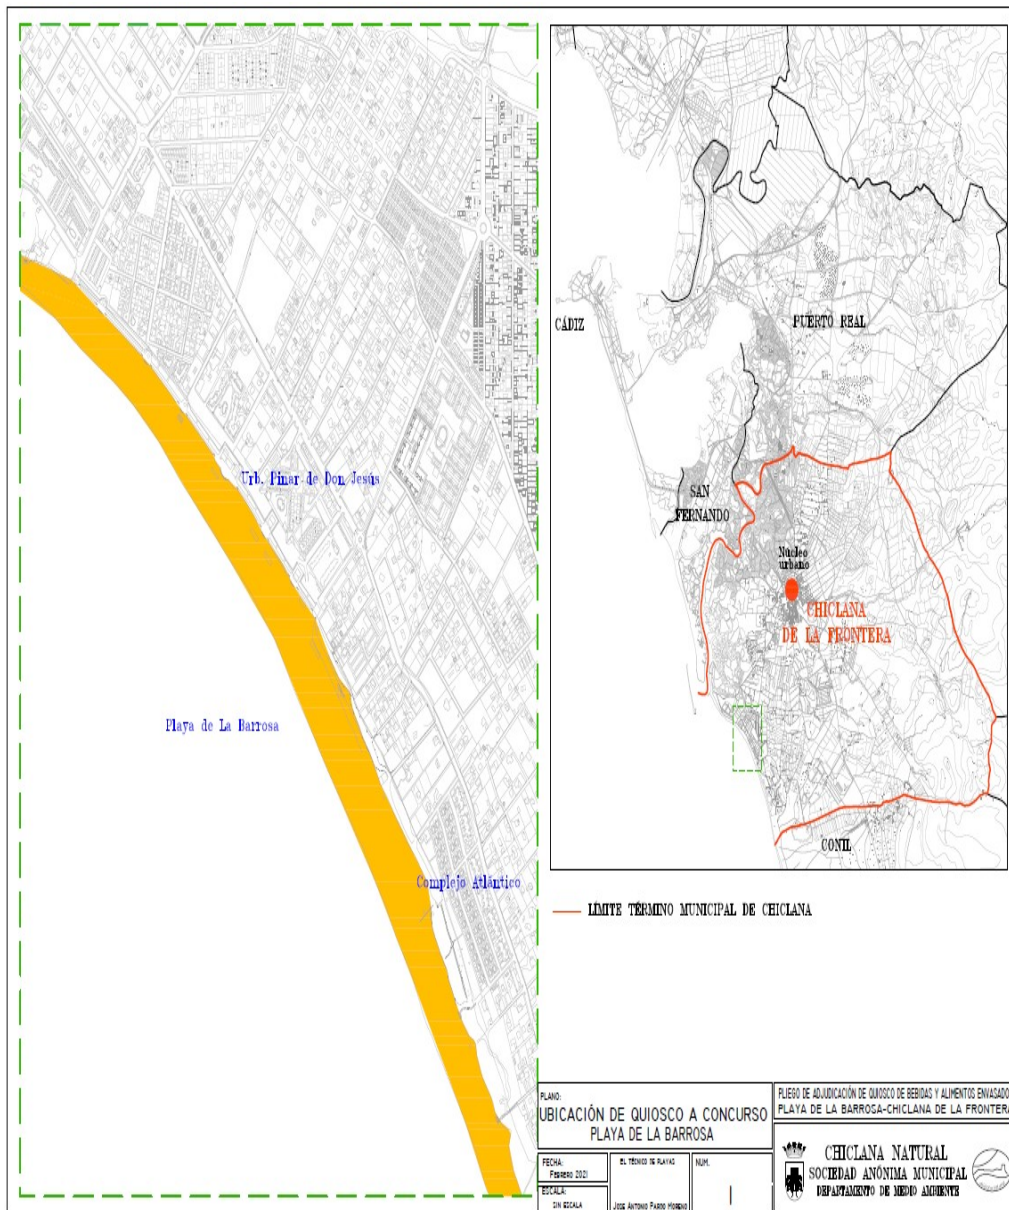 Urb. Pinar de Don Jesús
Playa de La Barrosa
Complejo Atlántico
CÁDIZ
PUERTO REAL
SAN
FERNANDO
Núcleo
urbano
CHICLANA
DE LA FRONTERA
CONIL
LÍMITE TÉRMINO MUNICIPAL DE CHICLANA
PLANO:
UBICACIÓN DE QUIOSCO A CONCURSO
PLAYA DE LA BARROSA
FECHA:
FEBRERO 2021
ESCALA:
SIN ESCALA
EL TÉCNICO DE PLAYAS
JOSE ANTONIO PARDO MORENO
NUM.
1
PLIEGO DE ADJUDICACIÓN DE QUIOSCO DE BEBIDAS Y ALIMENTOS ENVASADO
PLAYA DE LA BARROSA-CHICLANA DE LA FRONTERA
CHICLANA NATURAL
SOCIEDAD ANÓNIMA MUNICIPAL
DEPARTAMENTO DE MEDIO AMBIENTE